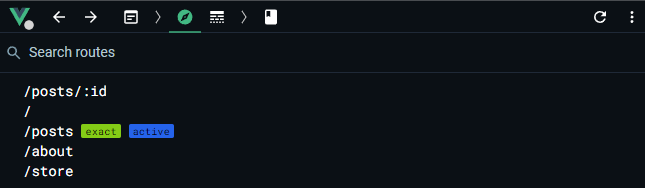 Search routes
/posts/:id
/
/posts exact active
/about
/store